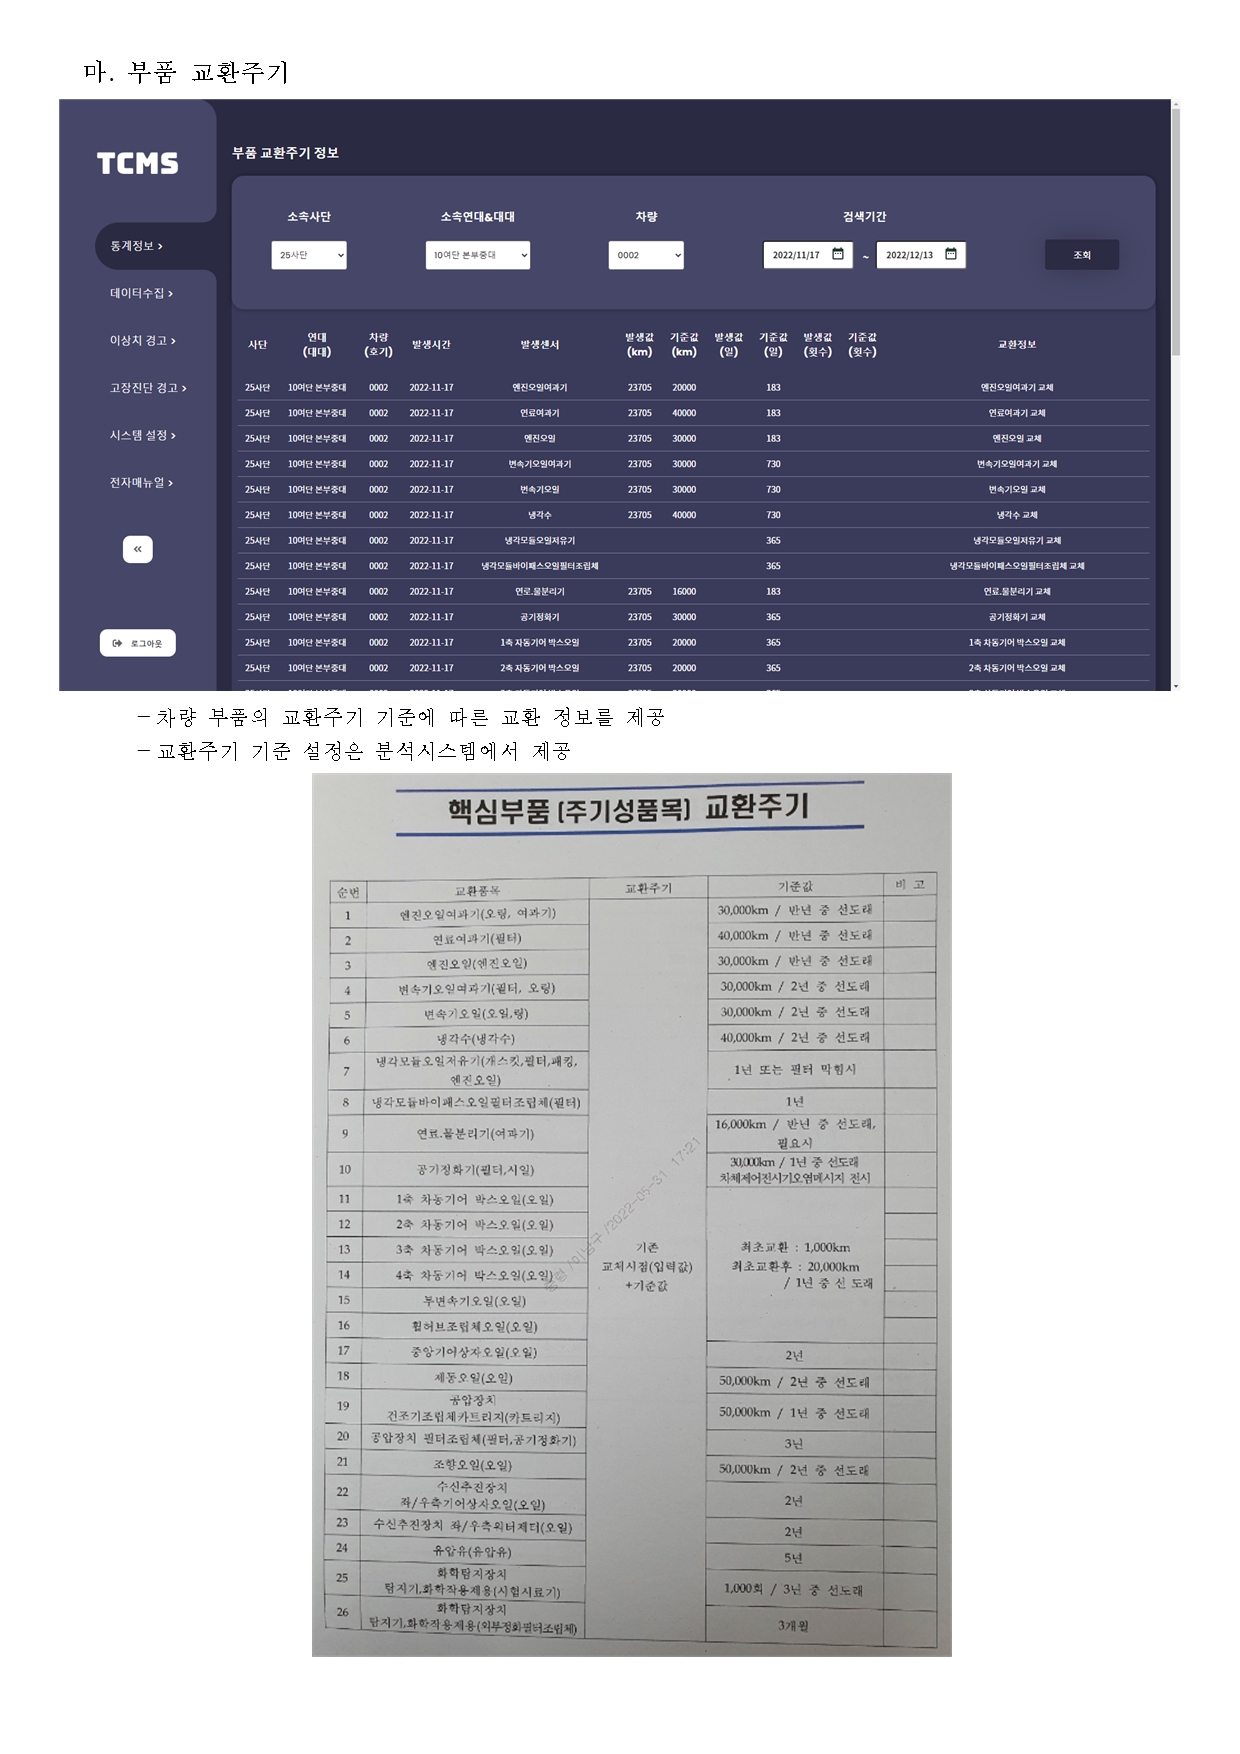 마. 부품 교환주기
TCMS
통계정보 >
데이터수집 >
이상치 경고 >
고장진단 경고 >
시스템 설정 >
전자매뉴얼 >
«
로그아웃
부품 교환주기 정보
소속사단 소속연대&대대 차량 검색기간
25사단 10여단 본부중대 0002 2022/11/17 ~ 2022/12/13 조회
사단 연대 (대대) 차량 (호기) 발생시간 발생센서 발생값 (km) 기준값 (km) 발생값 (일) 기준값 (일) 발생값 (횟수) 기준값 (횟수) 교환정보
25사단 10여단 본부중대 0002 2022-11-17 엔진오일여과기 23705 20000 183 엔진오일여과기 교체
25사단 10여단 본부중대 0002 2022-11-17 연료여과기 23705 40000 183 연료여과기 교체
25사단 10여단 본부중대 0002 2022-11-17 엔진오일 23705 30000 183 엔진오일 교체
25사단 10여단 본부중대 0002 2022-11-17 변속기오일여과기 23705 30000 730 변속기오일여과기 교체
25사단 10여단 본부중대 0002 2022-11-17 변속기오일 23705 30000 730 변속기오일 교체
25사단 10여단 본부중대 0002 2022-11-17 냉각수 23705 40000 730 냉각수 교체
25사단 10여단 본부중대 0002 2022-11-17 냉각모듈오일저유기 365 냉각모듈오일저유기 교체
25사단 10여단 본부중대 0002 2022-11-17 냉각모듈바이패스오일필터조립체 365 냉각모듈바이패스오일필터조립체 교체
25사단 10여단 본부중대 0002 2022-11-17 연로.물분리기 23705 16000 183 연료.물분리기 교체
25사단 10여단 본부중대 0002 2022-11-17 공기정화기 23705 30000 365 공기정화기 교체
25사단 10여단 본부중대 0002 2022-11-17 1축 차동기어 박스오일 23705 20000 365 1축 차동기어 박스오일 교체
25사단 10여단 본부중대 0002 2022-11-17 2축 차동기어 박스오일 23705 20000 365 2축 차동기어 박스오일 교체
－차량 부품의 교환주기 기준에 따른 교환 정보를 제공
－교환주기 기준 설정은 분석시스템에서 제공
핵심부품 (주기성품목) 교환주기
순번 교환품목 교환주기 기준값 비 고
1 엔진오일여과기(오링, 여과기) 30,000km / 반년 중 선도래
2 연료여과기(필터) 40,000km / 반년 중 선도래
3 엔진오일(엔진오일) 30,000km / 반년 중 선도래
4 변속기오일여과기(필터, 오링) 30,000km / 2년 중 선도래
5 변속기오일(오일,링) 30,000km / 2년 중 선도래
6 냉각수(냉각수) 40,000km / 2년 중 선도래
7 냉각모듈오일저유기(개스킷,필터,패킹, 엔진오일) 1년 또는 필터 막힘시
8 냉각모듈바이패스오일필터조립체(필터) 1년
9 연료.물분리기(여과기) 16,000km / 반년 중 선도래, 필요시
10 공기정화기(필터,시일) 30,000km / 1년 중 선도래 차체제어전시기오염메시지 전시
11 1축 차동기어 박스오일(오일)
12 2축 차동기어 박스오일(오일)
13 3축 차동기어 박스오일(오일)
14 4축 차동기어 박스오일(오일)
15 부변속기오일(오일)
16 휠허브조립체오일(오일)
기존
교체시점(입력값)
+기준값
최초교환 : 1,000km
최초교환후 : 20,000km
/ 1년 중 선 도래
17 중앙기어상자오일(오일) 2년
18 제동오일(오일) 50,000km / 2년 중 선도래
19 공압장치 건조기조립체카트리지(카트리지) 50,000km / 1년 중 선도래
20 공압장치 필터조립체(필터,공기정화기) 3년
21 조향오일(오일) 50,000km / 2년 중 선도래
22 수신추진장치 좌/우측기어상자오일(오일) 2년
23 수신추진장치 좌/우측워터제더(오일) 2년
24 유압유(유압유) 5년
25 화학탐지장치 탐지기,화학작용제용(시험시료기) 1,000회 / 3년 중 선도래
26 화학탐지장치 탐지기,화학작용제용(외부정화필터조립체) 3개월
/이남구 /2022-05-31 17:21